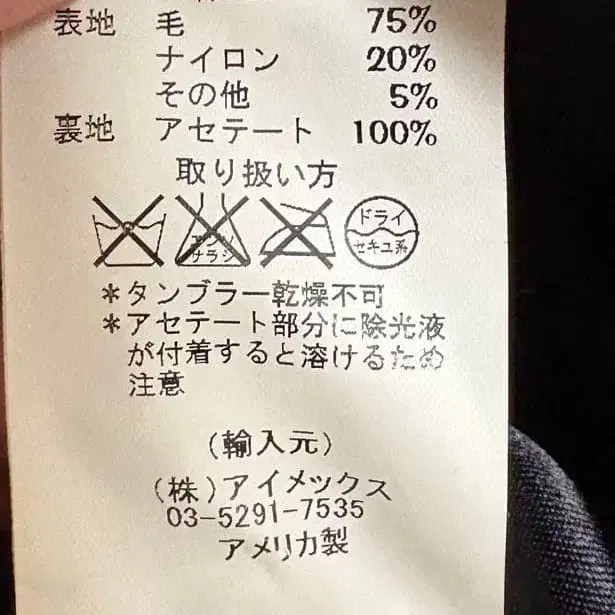 表地 毛 75%
ナイロン 20%
その他 5%
裏地 アセテート 100%
取り扱い方
エンソ
サラシ
ドライ
セキユ系
*タンブラー乾燥不可
*アセテート部分に除光液
が付着すると溶けるため
注意
(輸入元)
(株)アイメックス
03-5291-7535
アメリカ製